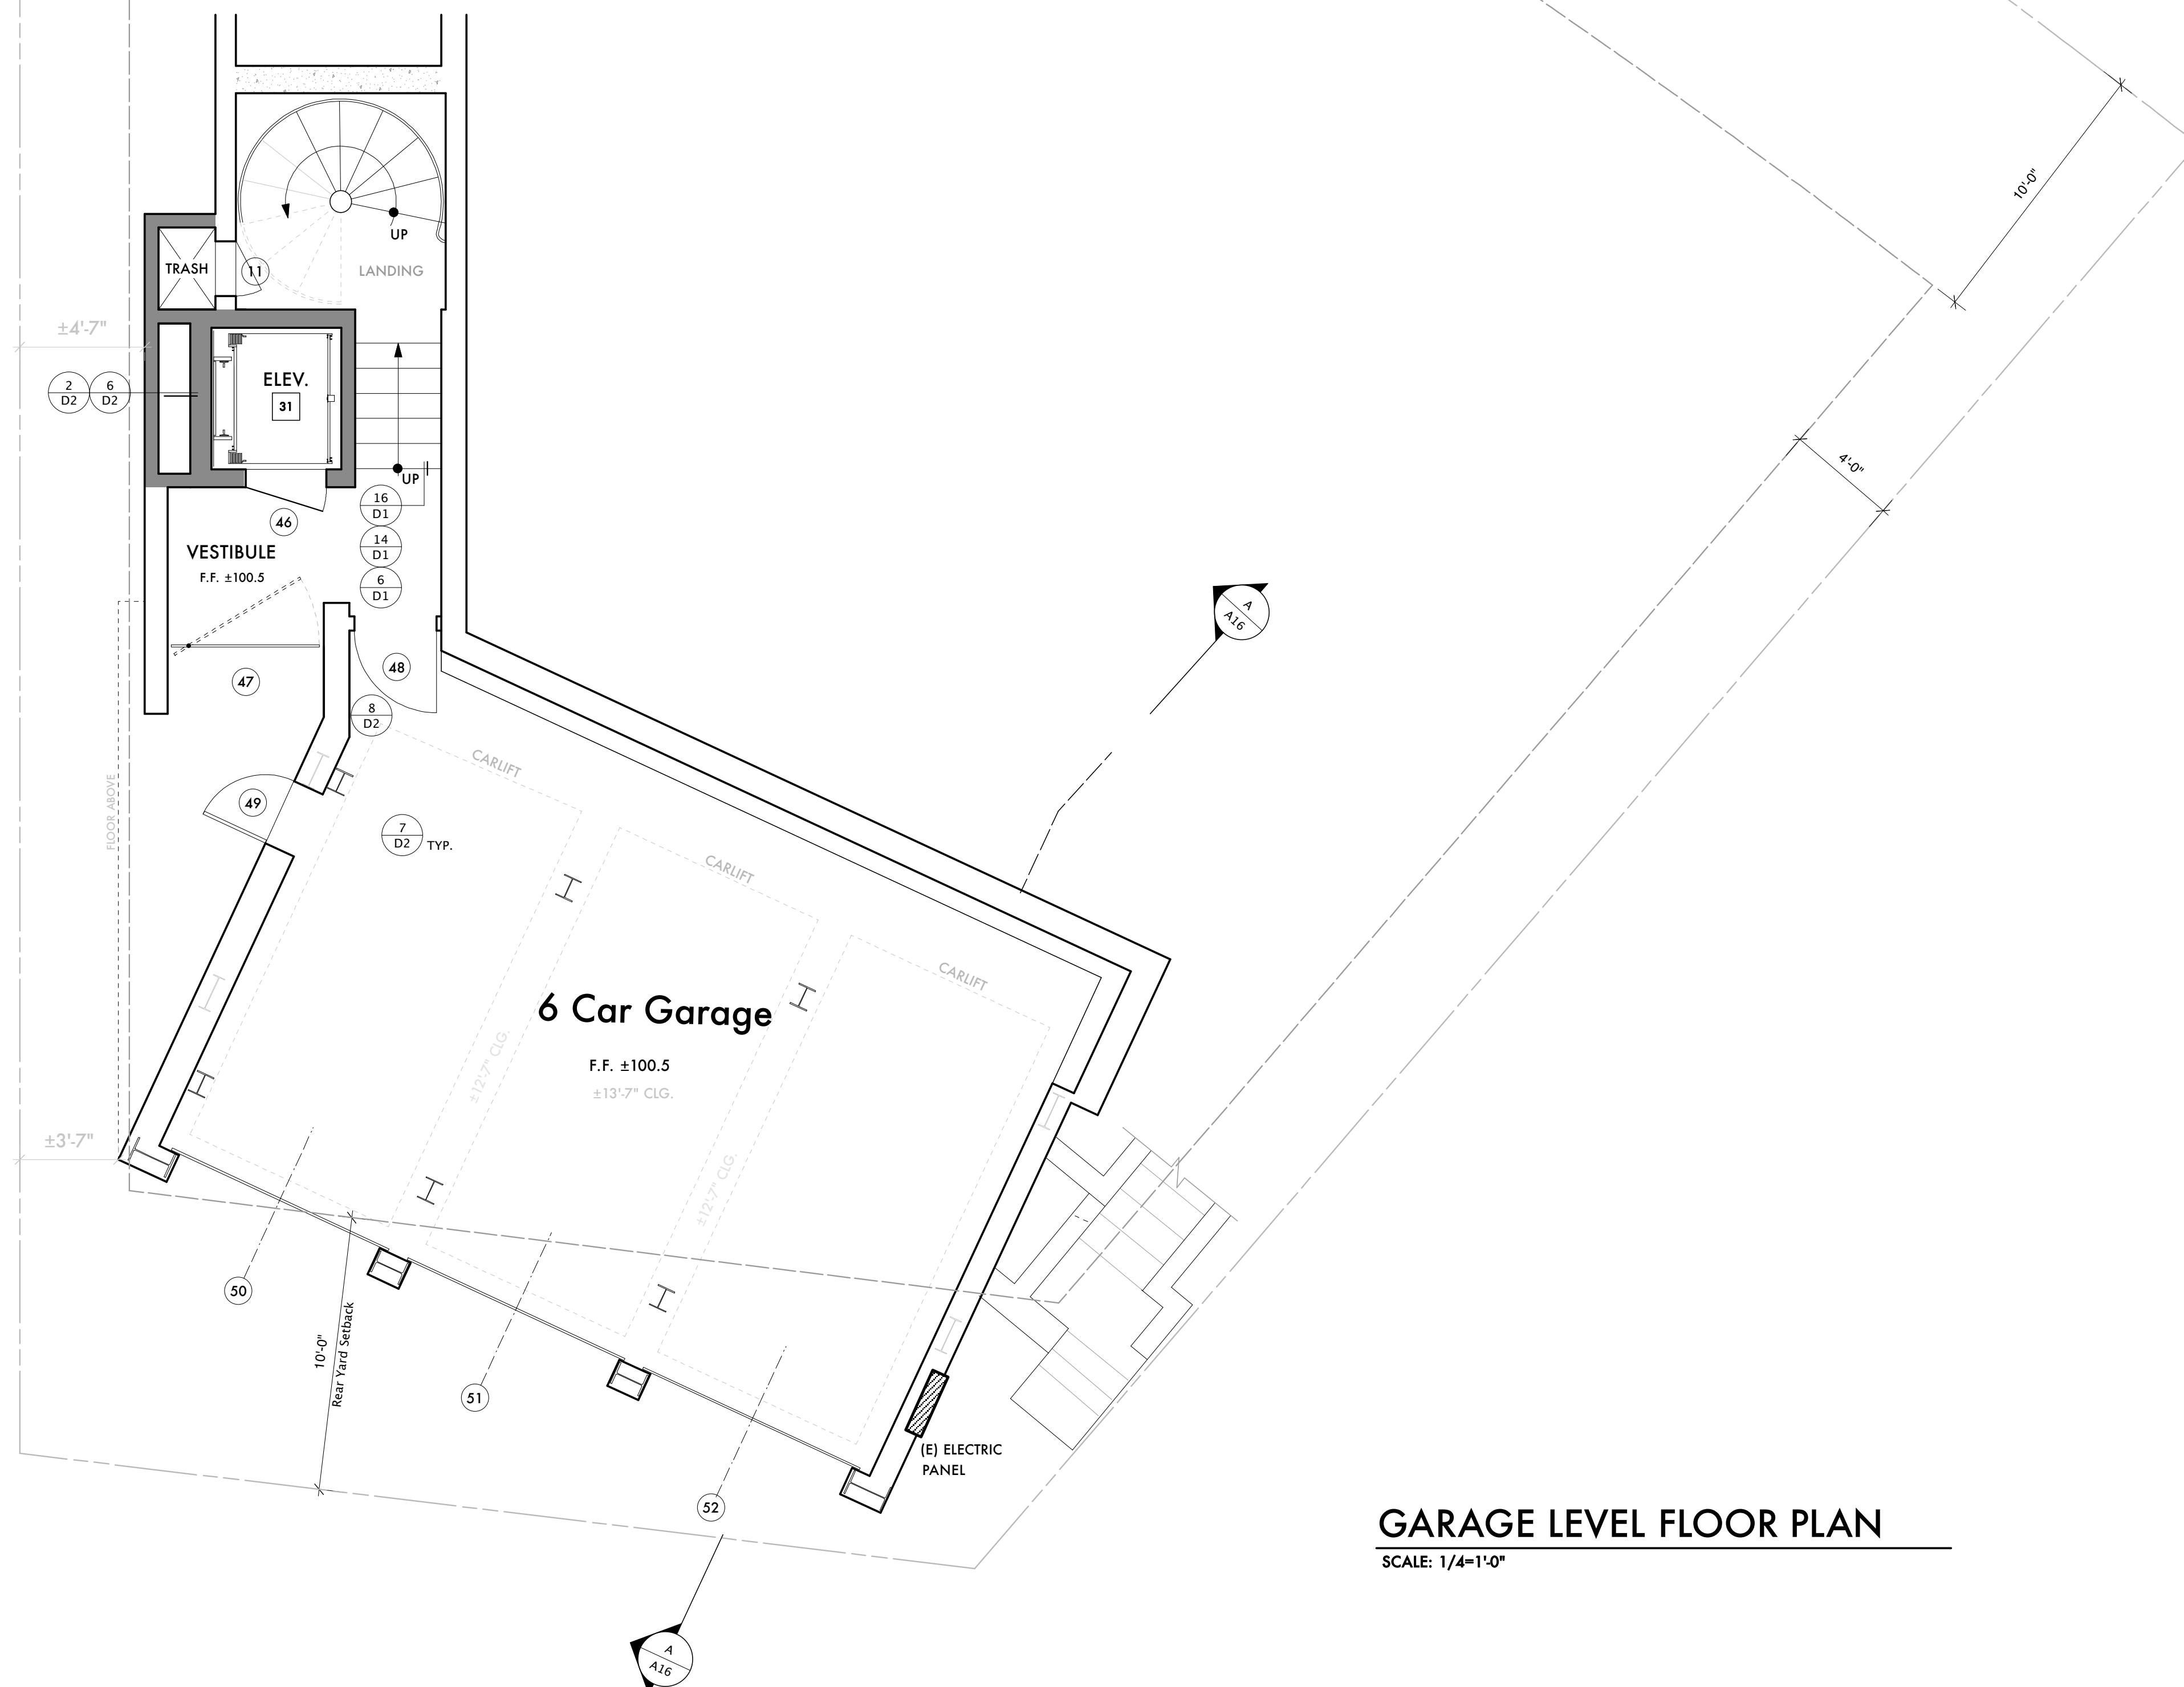 10'-0"
UP
TRASH
11
LANDING
±4'-7"
ELEV.
31
2
D2
6
D2
4'-0"
UP
16
D1
46
14
D1
VESTIBULE
F.F. ±100.5
6
D1
A
A16
48
47
8
D2
CARLIFT
49
FLOOR ABOVE
7
D2
TYP.
CARLIFT
CARLIFT
6 Car Garage
F.F. ±100.5
±13'-7" CLG.
±12'-7" CLG.
±12'-7" CLG.
±3'-7"
50
10'-0"
Rear Yard Setback
51
(E) ELECTRIC
PANEL
52
GARAGE LEVEL FLOOR PLAN
SCALE: 1/4=1'-0"
A
A16